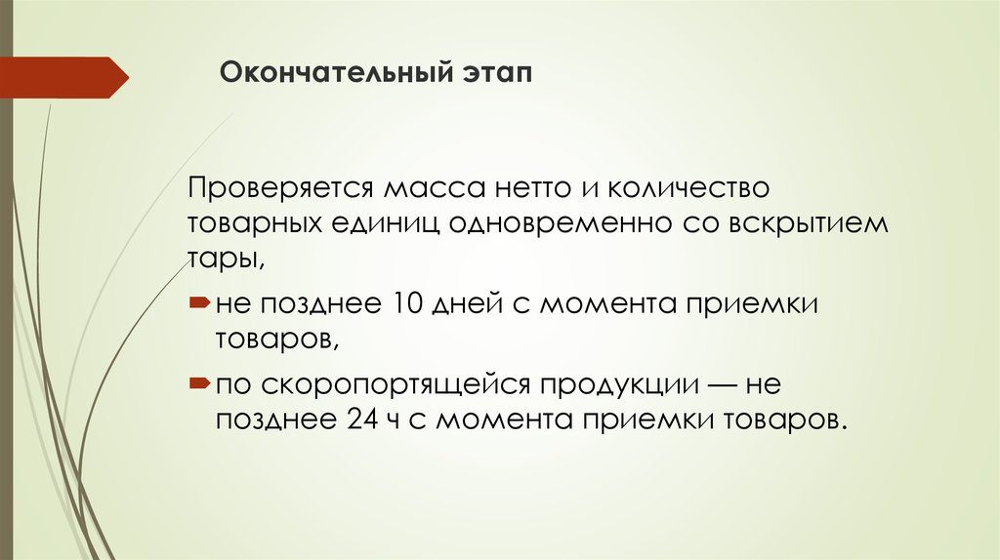 Окончательный этап
Проверяется масса нетто и количество
товарных единиц одновременно со вскрытием
тары,
не позднее 10 дней с момента приемки
товаров,
по скоропортящейся продукции — не
позднее 24 ч с момента приемки товаров.